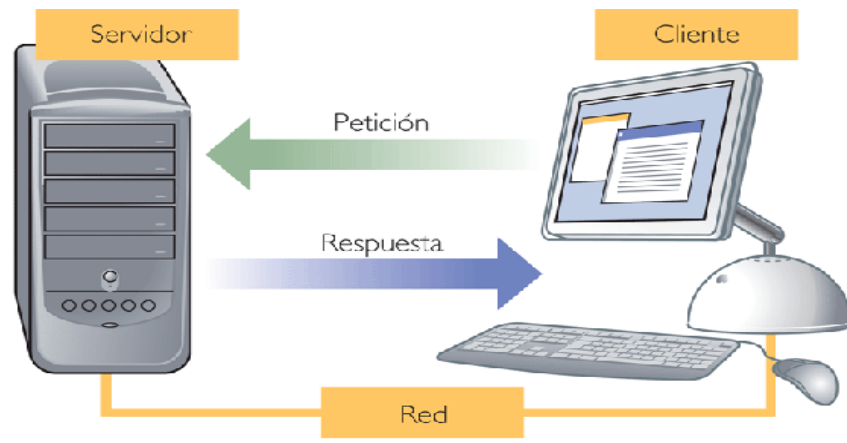 Servidor
Cliente
Petición
Respuesta
Red